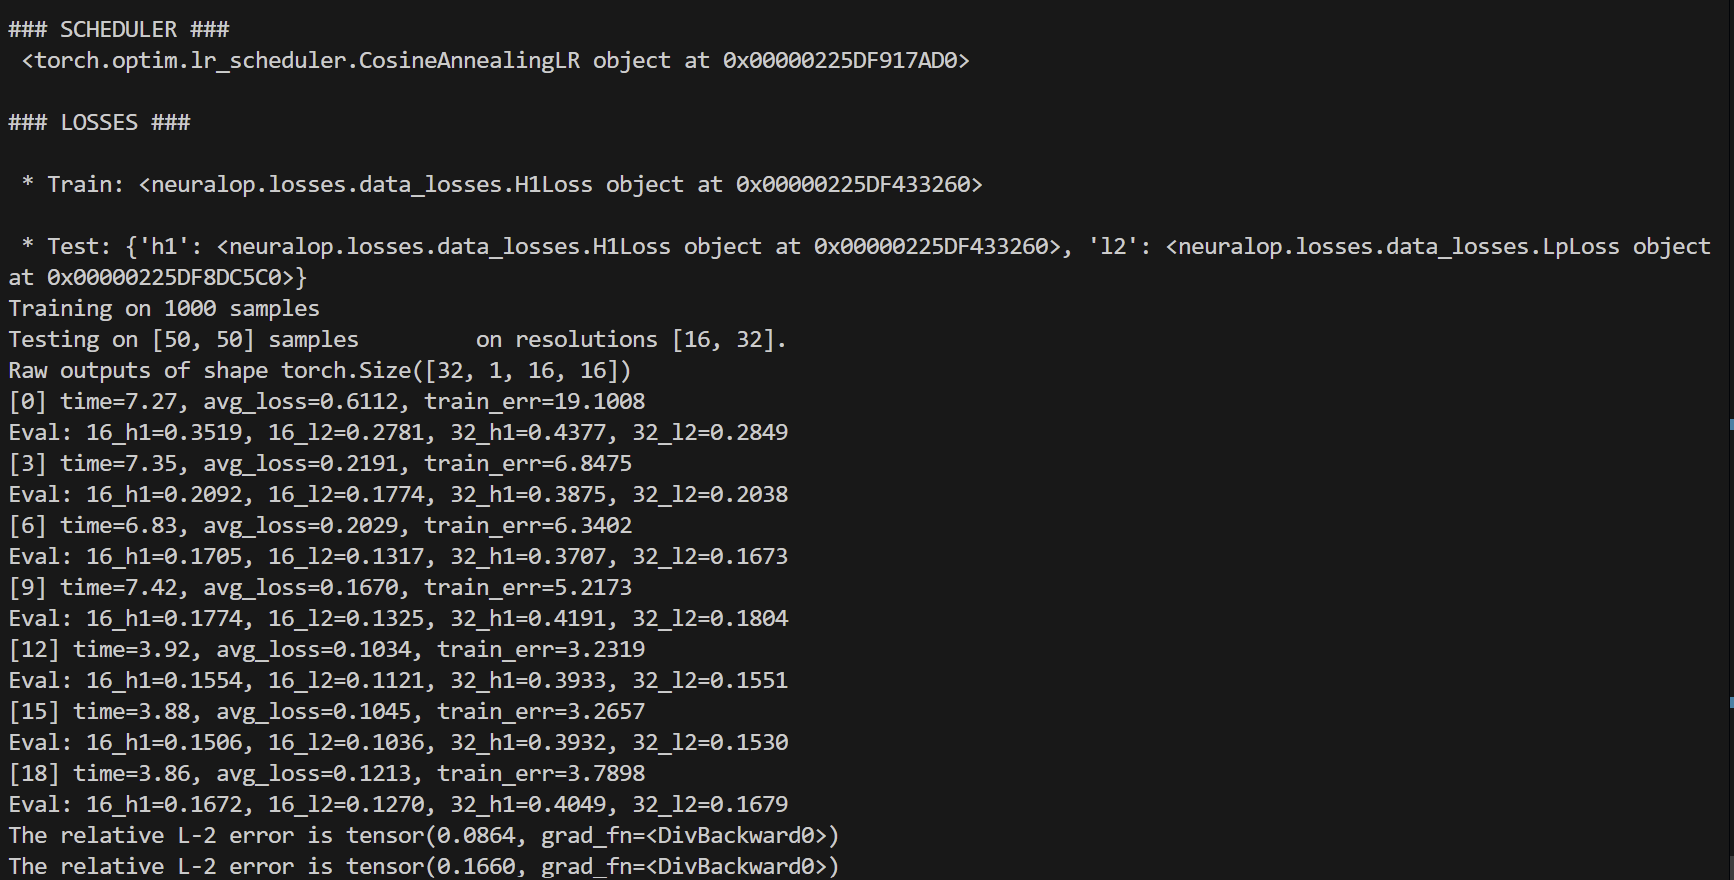 ### SCHEDULER ###
<torch.optim.lr_scheduler.CosineAnnealingLR object at 0x00000225DF917AD0>
### LOSSES ###
* Train: <neuralop.losses.data_losses.H1Loss object at 0x00000225DF433260>
* Test: {'h1': <neuralop.losses.data_losses.H1Loss object at 0x00000225DF433260>, 'l2': <neuralop.losses.data_losses.LpLoss object
at 0x00000225DF8DC5C0>}
Training on 1000 samples
Testing on [50, 50] samples         on resolutions [16, 32].
Raw outputs of shape torch.Size([32, 1, 16, 16])
[0] time=7.27, avg_loss=0.6112, train_err=19.1008
Eval: 16_h1=0.3519, 16_l2=0.2781, 32_h1=0.4377, 32_l2=0.2849
[3] time=7.35, avg_loss=0.2191, train_err=6.8475
Eval: 16_h1=0.2092, 16_l2=0.1774, 32_h1=0.3875, 32_l2=0.2038
[6] time=6.83, avg_loss=0.2029, train_err=6.3402
Eval: 16_h1=0.1705, 16_l2=0.1317, 32_h1=0.3707, 32_l2=0.1673
[9] time=7.42, avg_loss=0.1670, train_err=5.2173
Eval: 16_h1=0.1774, 16_l2=0.1325, 32_h1=0.4191, 32_l2=0.1804
[12] time=3.92, avg_loss=0.1034, train_err=3.2319
Eval: 16_h1=0.1554, 16_l2=0.1121, 32_h1=0.3933, 32_l2=0.1551
[15] time=3.88, avg_loss=0.1045, train_err=3.2657
Eval: 16_h1=0.1506, 16_l2=0.1036, 32_h1=0.3932, 32_l2=0.1530
[18] time=3.86, avg_loss=0.1213, train_err=3.7898
Eval: 16_h1=0.1672, 16_l2=0.1270, 32_h1=0.4049, 32_l2=0.1679
The relative L-2 error is tensor(0.0864, grad_fn=<DivBackward0>)
The relative L-2 error is tensor(0.1660, grad_fn=<DivBackward0>)